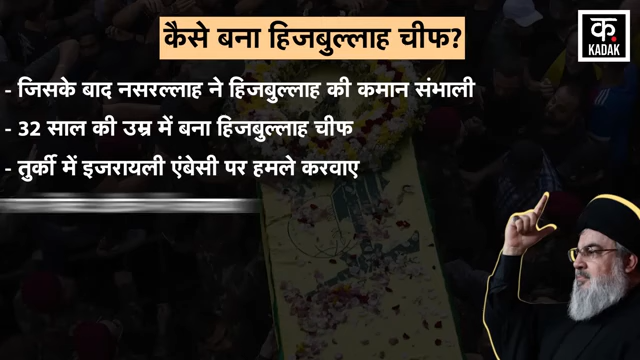 कैसे बना हिजबुल्लाह चीफ?
क
KADAK
- जिसके बाद नसरल्लाह ने हिजबुल्लाह की कमान संभाली
- 32 साल की उम्र में बना हिजबुल्लाह चीफ
- तुर्की में इजरायली एंबेसी पर हमले करवाए